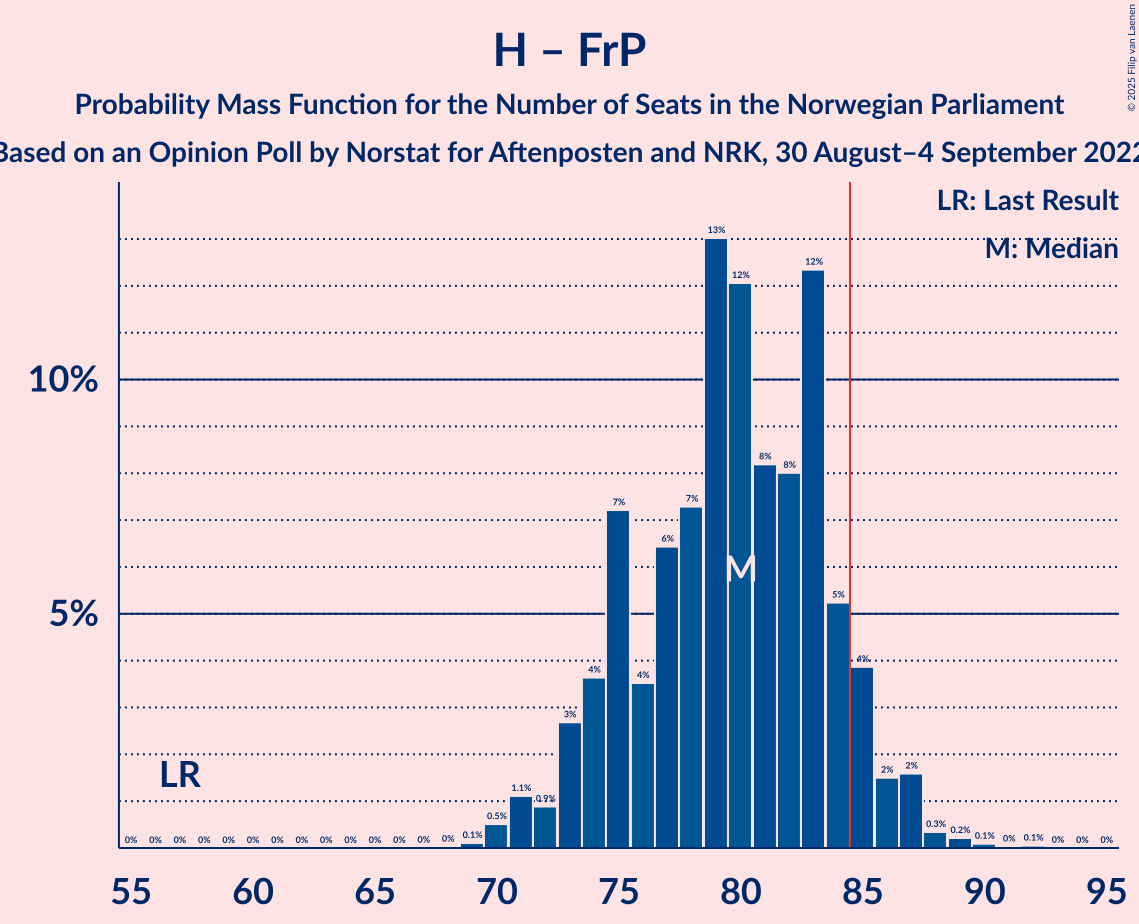 H – FrP
Probability Mass Function for the Number of Seats in the Norwegian Parliament
Based on an Opinion Poll by Norstat for Aftenposten and NRK, 30 August–4 September 2022
© 2025 Filip van Laenen
LR: Last Result
M: Median
10%
5%
LR
M
0% 0% 0% 0% 0% 0% 0% 0% 0% 0% 0% 0% 0% 0% 0.1% 0.5% 1.1% 0.9% 3% 4% 7% 4% 6% 7% 13% 12% 8% 8% 12% 5% 4% 2% 2% 0.3% 0.2% 0.1% 0% 0.1% 0% 0% 0%
55 60 65 70 75 80 85 90 95